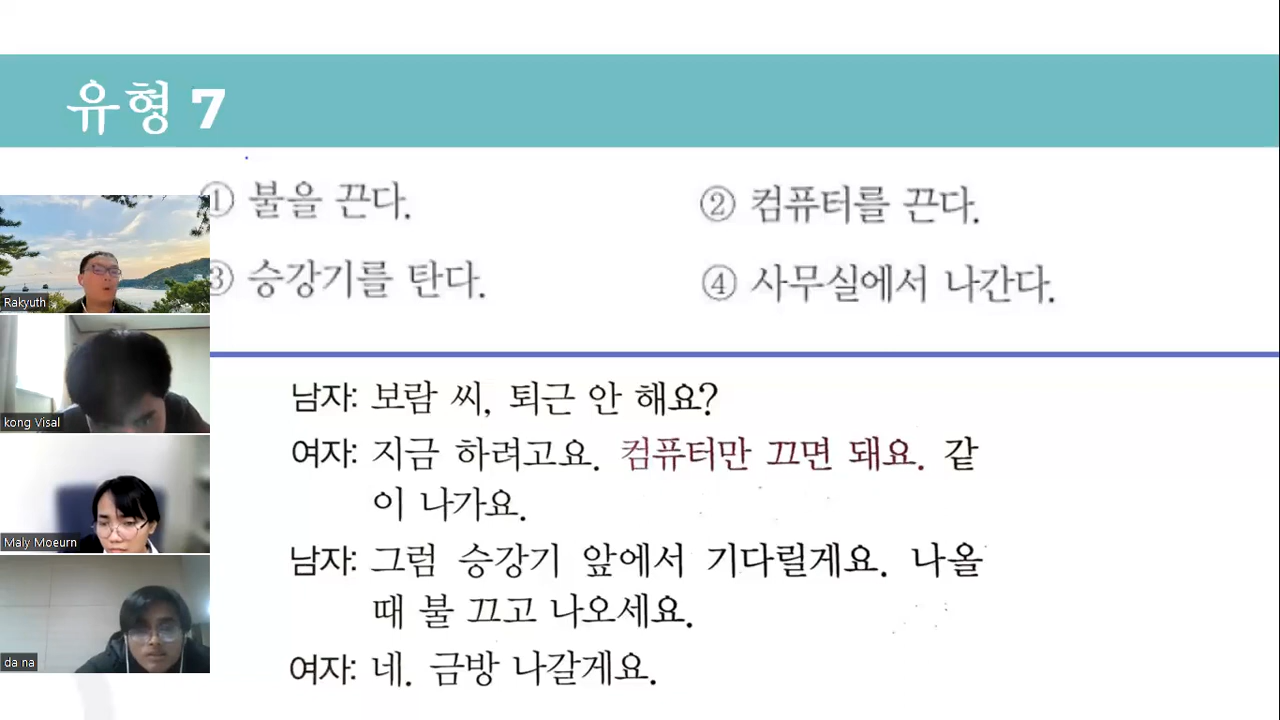 유형 7
① 불을 끈다.
② 컴퓨터를 끈다.
③ 승강기를 탄다.
④ 사무실에서 나간다.
남자: 보람 씨, 퇴근 안 해요?
여자: 지금 하려고요. 컴퓨터만 끄면 돼요. 같
이 나가요.
남자: 그럼 승강기 앞에서 기다릴게요. 나올
때 불 끄고 나오세요.
여자: 네. 금방 나갈게요.
Rakyuth
kong Visal
Maly Moeurn
da na